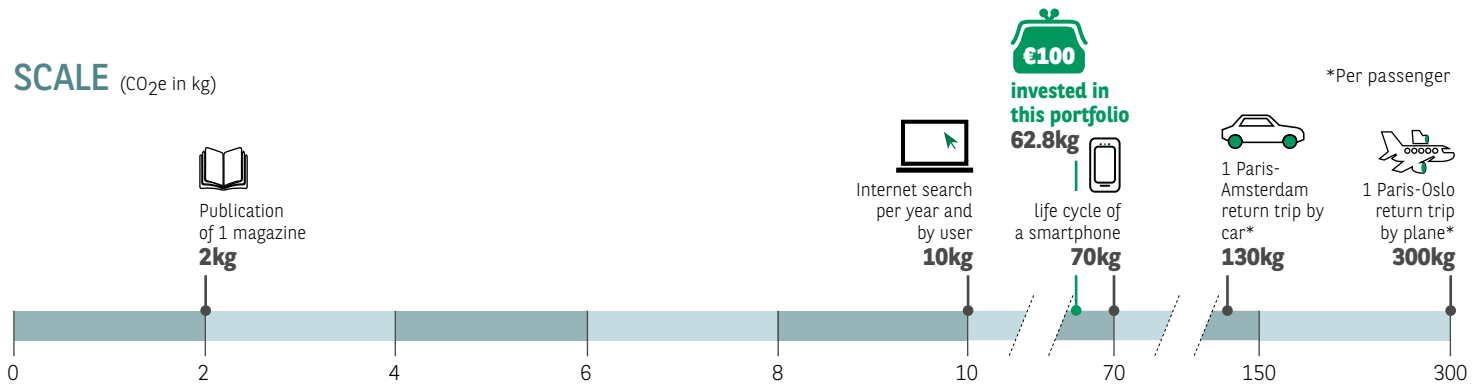 SCALE (CO2e in kg)
€100
invested in
this portfolio
62.8kg
*Per passenger
Publication
of 1 magazine
2kg
Internet search
per year and
by user
10kg
life cycle of
a smartphone
70kg
1 Paris-
Amsterdam
return trip by
car*
130kg
1 Paris-Oslo
return trip
by plane*
300kg
0 2 4 6 8 10 70 150 300